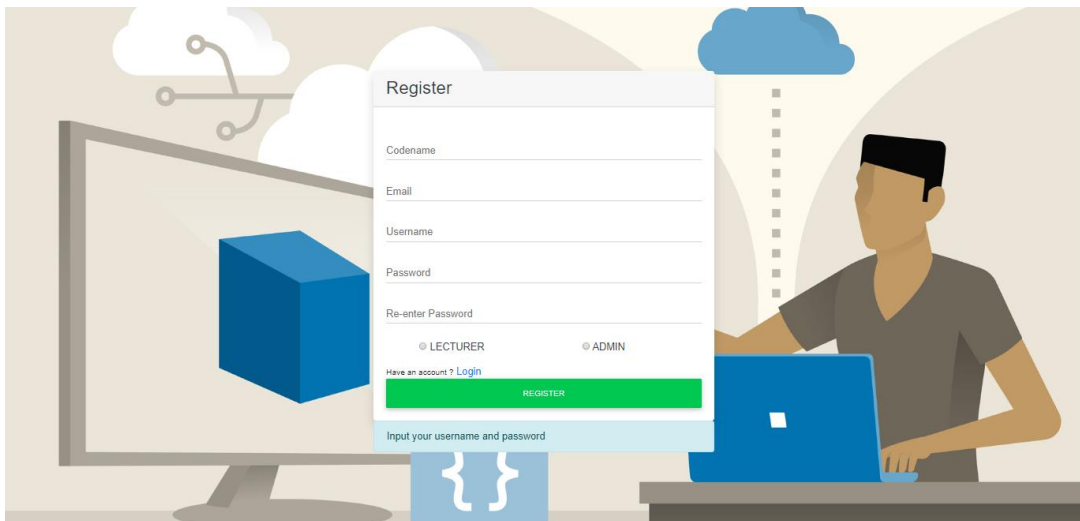 Register
Codename
Email
Username
Password
Re-enter Password
LECTURER ADMIN
Have an account ? Login
REGISTER
Input your username and password
{ }